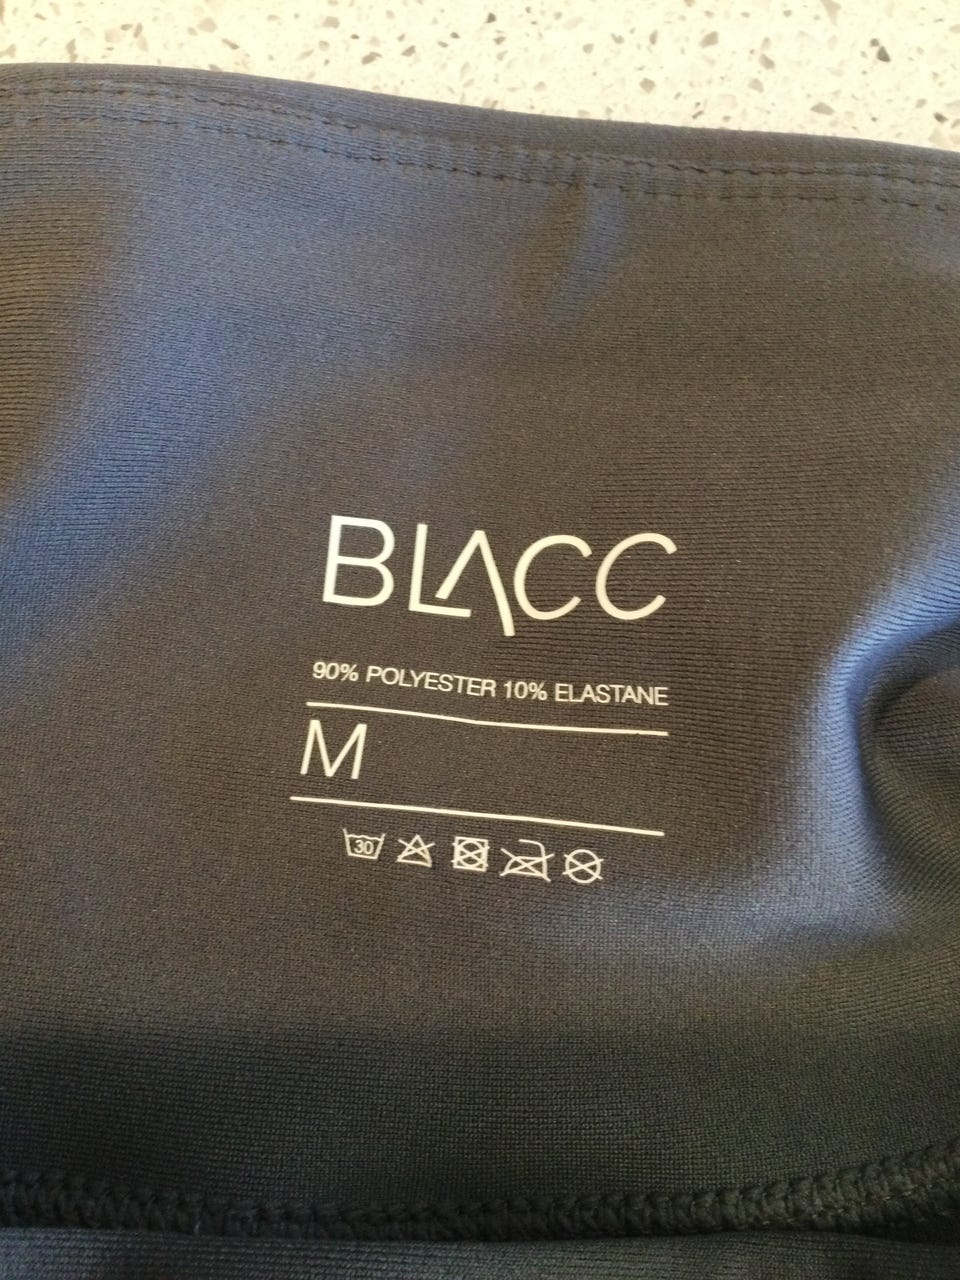 BLACC
90% POLYESTER 10% ELASTANE
M
30